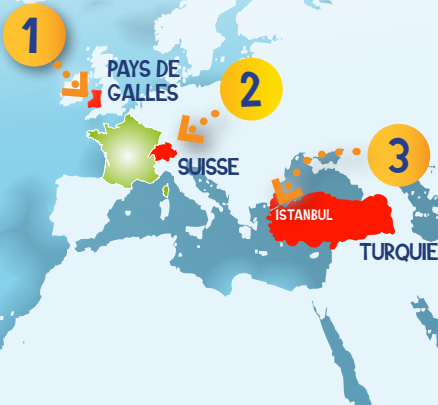 1
PAYS DE
GALLES
2
SUISSE
3
ISTANBUL
TURQUIE